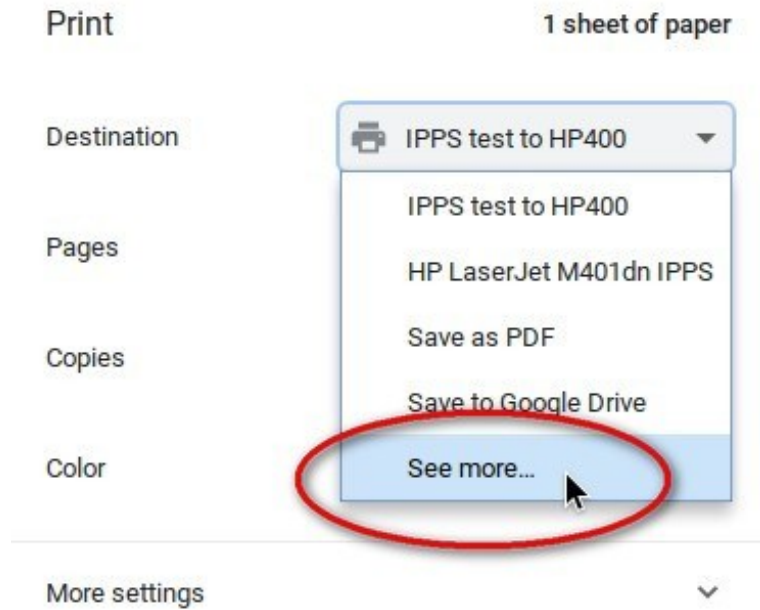 Print
1 sheet of paper
Destination
IPPS test to HP400
IPPS test to HP400
Pages
HP LaserJet M401dn IPPS
Save as PDF
Copies
Save to Google Drive
Color
See more...
More settings